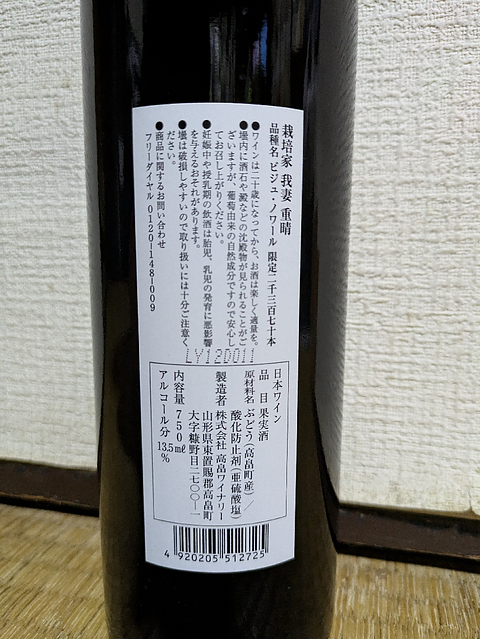 栽培家 我妻 重晴
品種名 ビジュ・ノワール 限定二千三百七十本
●ワインは二十歳になってから、お酒は楽しく適量を。
●壜内に酒石や澱などの沈殿物が見られることがご
ざいますが、葡萄由来の自然成分ですので安心し
てお召し上がりください。
●妊娠中や授乳期の飲酒は胎児、乳児の発育に悪影響
を与えるおそれがあります。
●壜は破損しやすいので取り扱いには十分ご注意く
ださい。
●商品に関するお問い合わせ
フリーダイヤル 0120-148-009
LY12D011
日本ワイン
品目 果実酒
原材料名 ぶどう(高畠町産)/
酸化防止剤(亜硫酸塩)
製造者 株式会社 高畠ワイナリー
山形県東置賜郡高畠町
大字糠野目二七〇〇―一
内容量 750㎖
アルコール分 13.5%
4 920205 512725